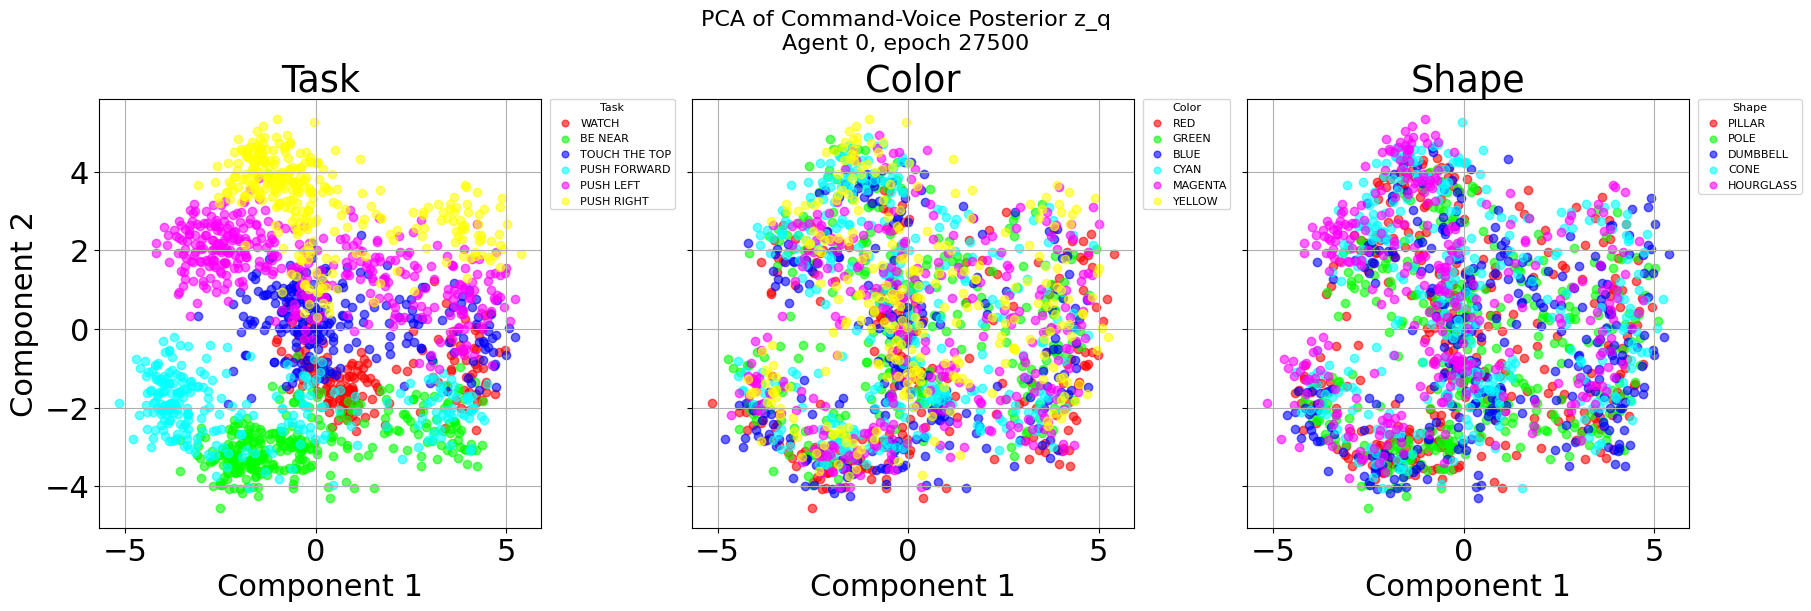 PCA of Command-Voice Posterior z_q
Agent 0, epoch 27500
Task
Component 2
4
2
0
−2
−4
−5 0 5
Component 1
Task
WATCH
BE NEAR
TOUCH THE TOP
PUSH FORWARD
PUSH LEFT
PUSH RIGHT
Color
−5 0 5
Component 1
Color
RED
GREEN
BLUE
CYAN
MAGENTA
YELLOW
Shape
−5 0 5
Component 1
Shape
PILLAR
POLE
DUMBBELL
CONE
HOURGLASS